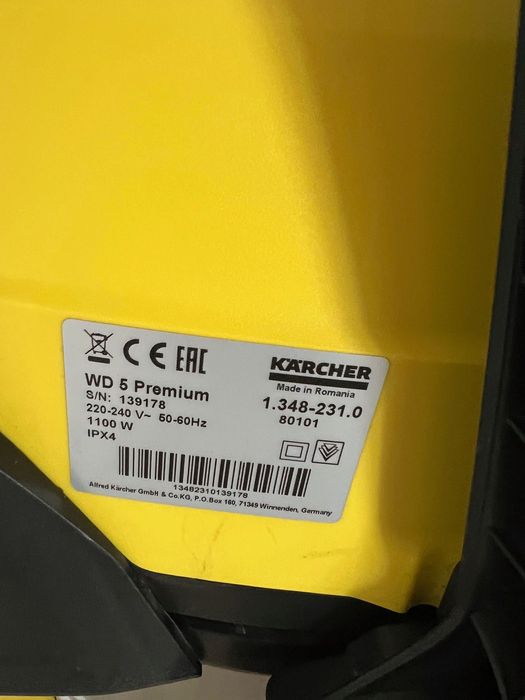 CE EAC
KÄRCHER
Made in Romania
WD 5 Premium
S/N: 139178
220-240 V~ 50-60Hz
1100 W
IPX4
1.348-231.0
80101
13482310139178
Alfred Kärcher GmbH & Co.KG, P.O.Box 160, 71349 Winnenden, Germany